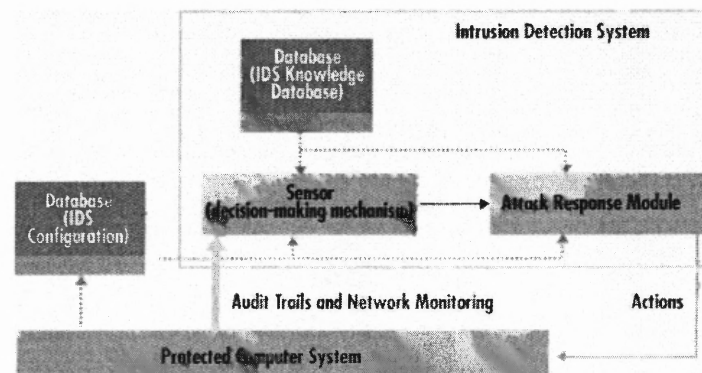 Intrusion Detection System
Database
(IDS Knowledge
Database)
Sensor
(decision-making mechanism)
Attack Response Module
Database
(IDS
Configuration)
Audit Trails and Network Monitoring
Actions
Protected Computer System